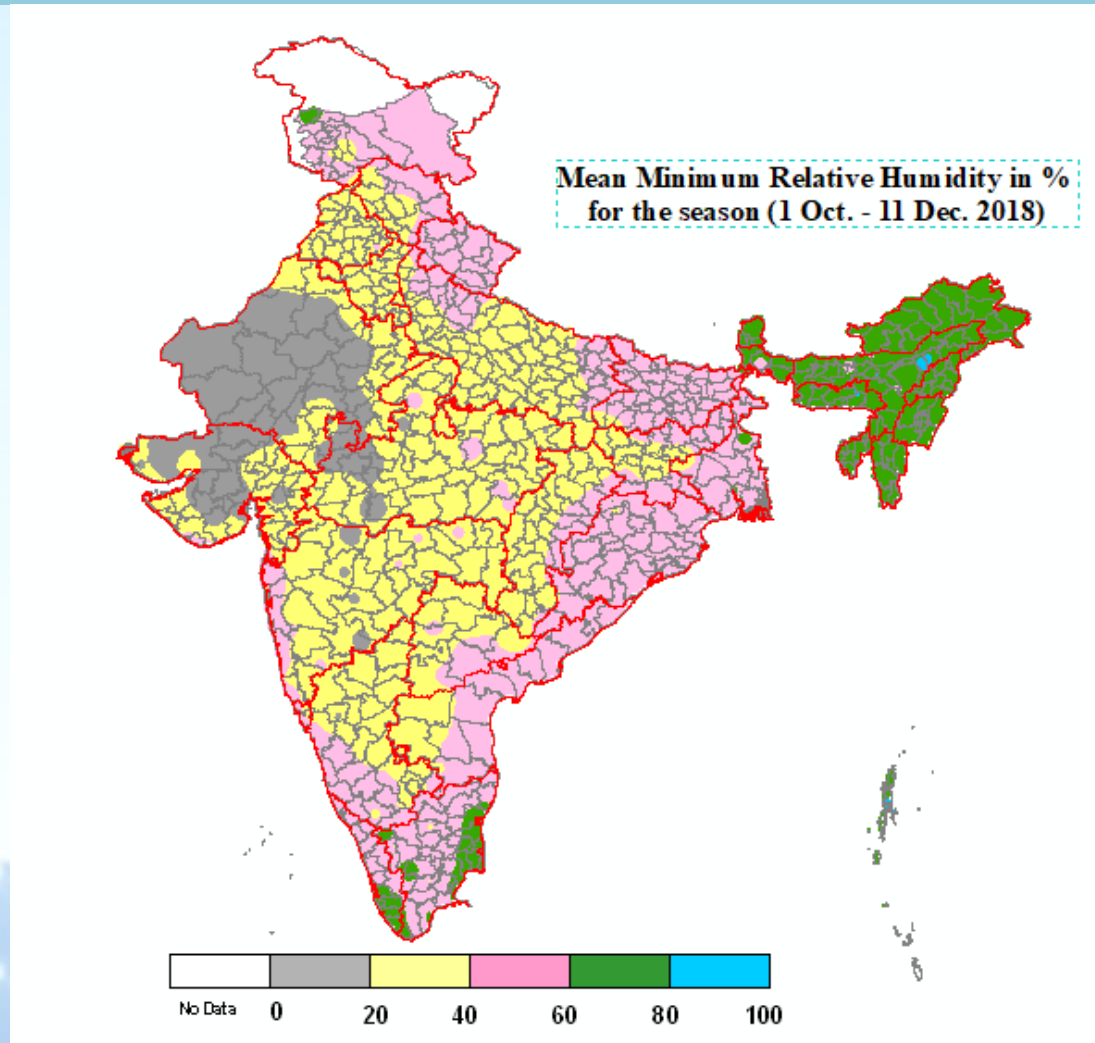 Mean Minimum Relative Humidity in %
for the season (1 Oct. - 11 Dec. 2018)
No Data 0 20 40 60 80 100